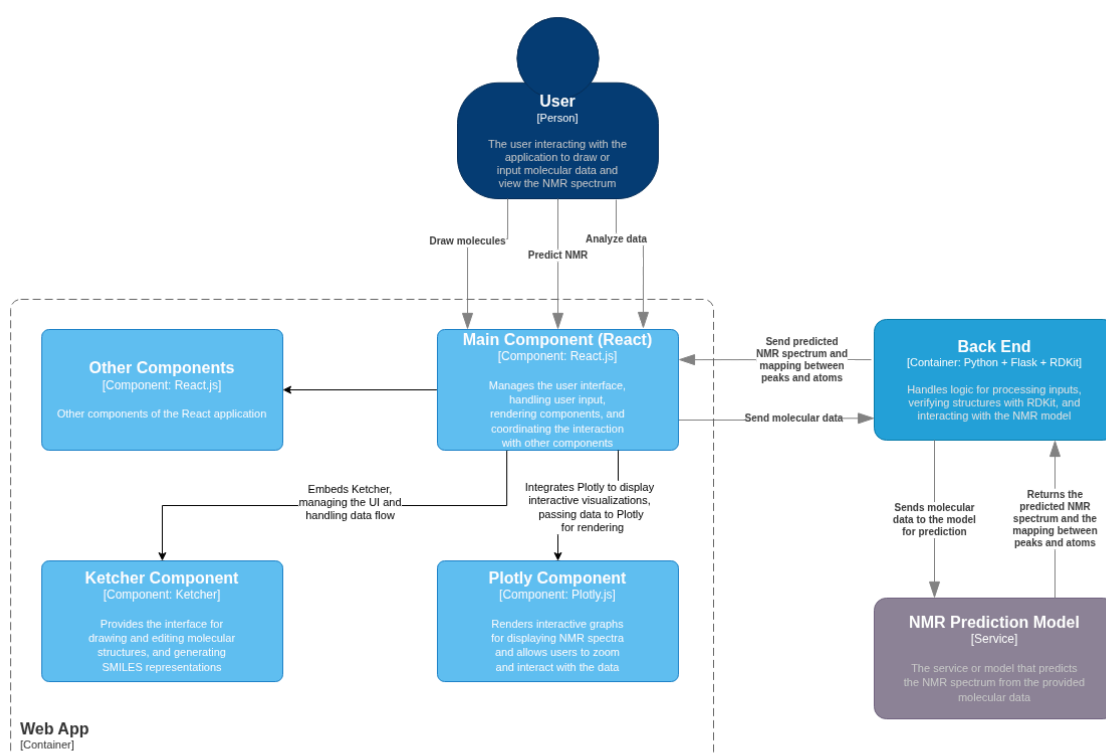 User
[Person]
The user interacting with the
application to draw or
input molecular data and
view the NMR spectrum
Draw molecules
Predict NMR
Analyze data
Other Components
[Component: React.js]
Other components of the React application
Main Component (React)
[Component: React.js]
Manages the user interface,
handling user input,
rendering components, and
coordinating the interaction
with other components
Send predicted
NMR spectrum and
mapping between
peaks and atoms
Send molecular data
Back End
[Container: Python + Flask + RDKit]
Handles logic for processing inputs,
verifying structures with RDKit, and
interacting with the NMR model
Embeds Ketcher,
managing the UI and
handling data flow
Integrates Plotly to display
interactive visualizations,
passing data to Plotly
for rendering
Sends molecular
data to the model
for prediction
Returns the
predicted NMR
spectrum and the
mapping between
peaks and atoms
Ketcher Component
[Component: Ketcher]
Provides the interface for
drawing and editing molecular
structures, and generating
SMILES representations
Plotly Component
[Component: Plotly.js]
Renders interactive graphs
for displaying NMR spectra
and allows users to zoom
and interact with the data
NMR Prediction Model
[Service]
The service or model that predicts
the NMR spectrum from the provided
molecular data
Web App
[Container]